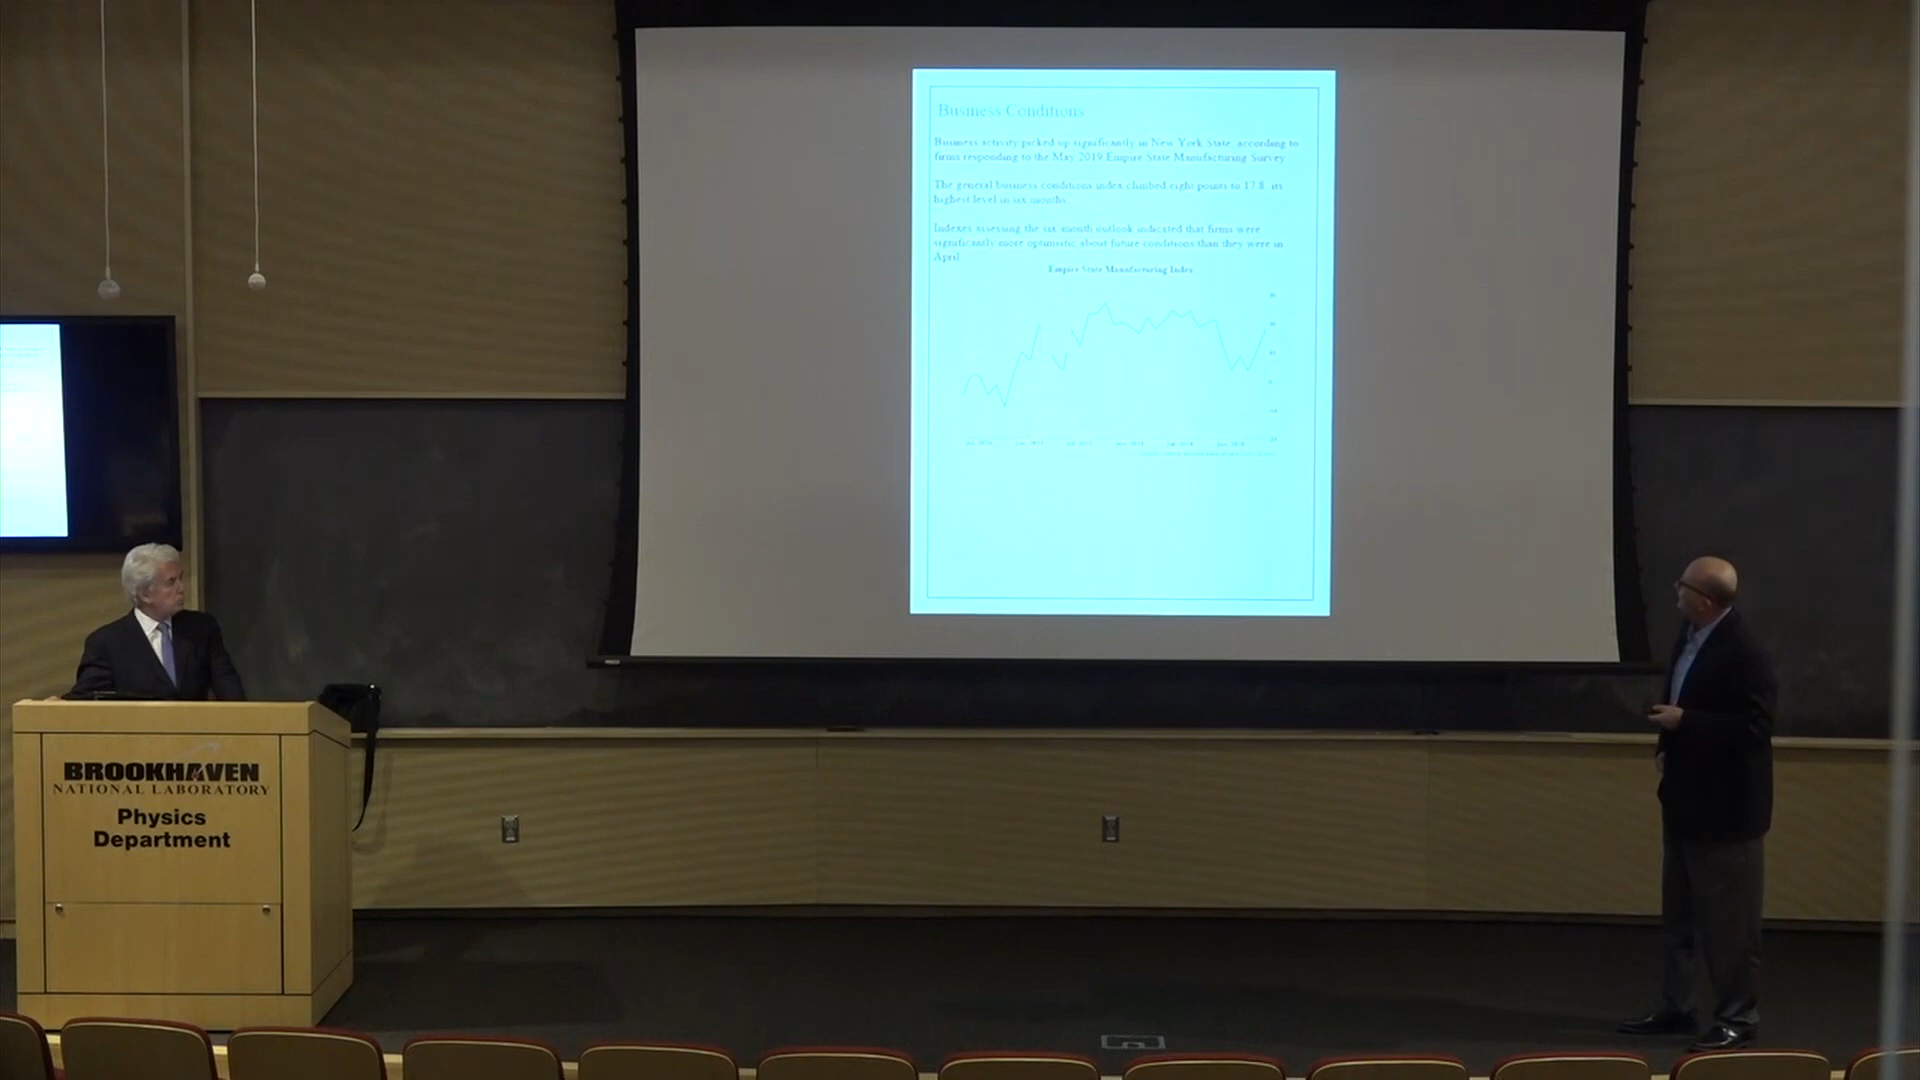 Business Conditions
Business activity picked up significantly in New York State, according to
firms responding to the May 2019 Empire State Manufacturing Survey
The general business conditions index climbed eight points to 17.8, its
highest level in six months.
Indexes assessing the six-month outlook indicated that firms were
significantly more optimistic about future conditions than they were in
April.
Empire State Manufacturing Index
BROOKHAVEN
NATIONAL LABORATORY
Physics
Department